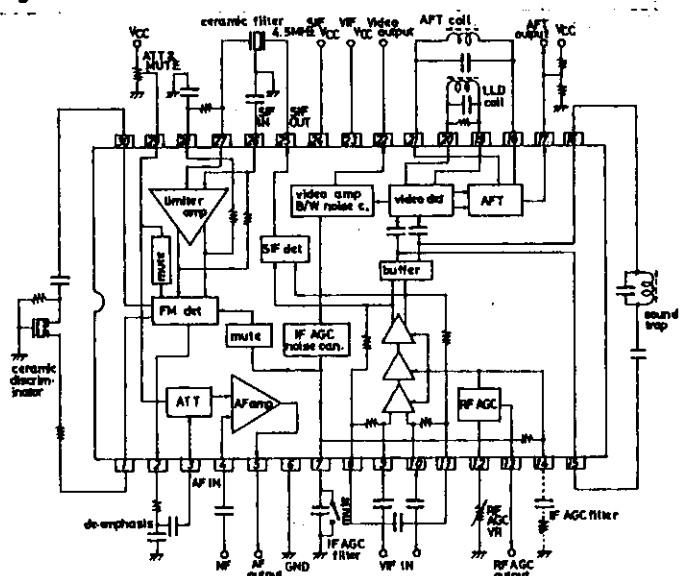 ceramic filter
4.5MHz
SIF
VCC
VIF
VCC
Video
output
AFT coil
AFT
output
VCC
VCC
ATT &
MUTE
SIF
IN
SIF
OUT
LLD
coil
30 29 28 27 26 25 24 23 22 21 20 19 18 17 16
limiter
amp
video amp
B/W noise c.
video det
AFT
SIF det
mute
buffer
FM det
mute
IF AGC
noise can.
sound
trap
ceramic
discrim-
inator
ATT
AF amp
RF AGC
1 2 3 4 5 6 7 8 9 10 11 12 13 14 15
AF IN
de-emphasis
MUTE
RF
AGC
VR
IF AGC filter
NF
AF
output
GND
IF AGC
filter
VIF IN
RF AGC
output